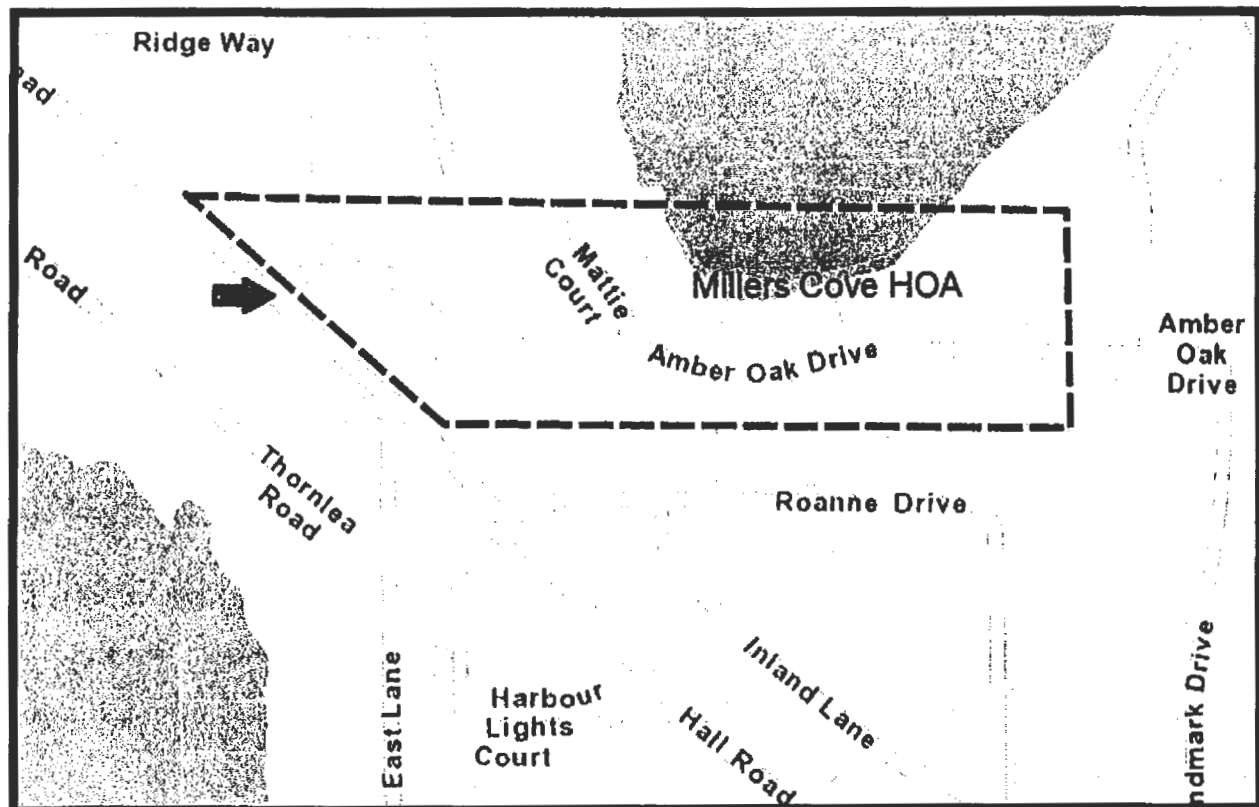 Ridge Way
Road
Mattie
Court
Millers Cove HOA
Amber Oak Drive
Amber
Oak
Drive
Thornlea
Road
Roanne Drive
Inland Lane
Harbour
Lights
Court
Hall Road
East Lane
ndmark Drive